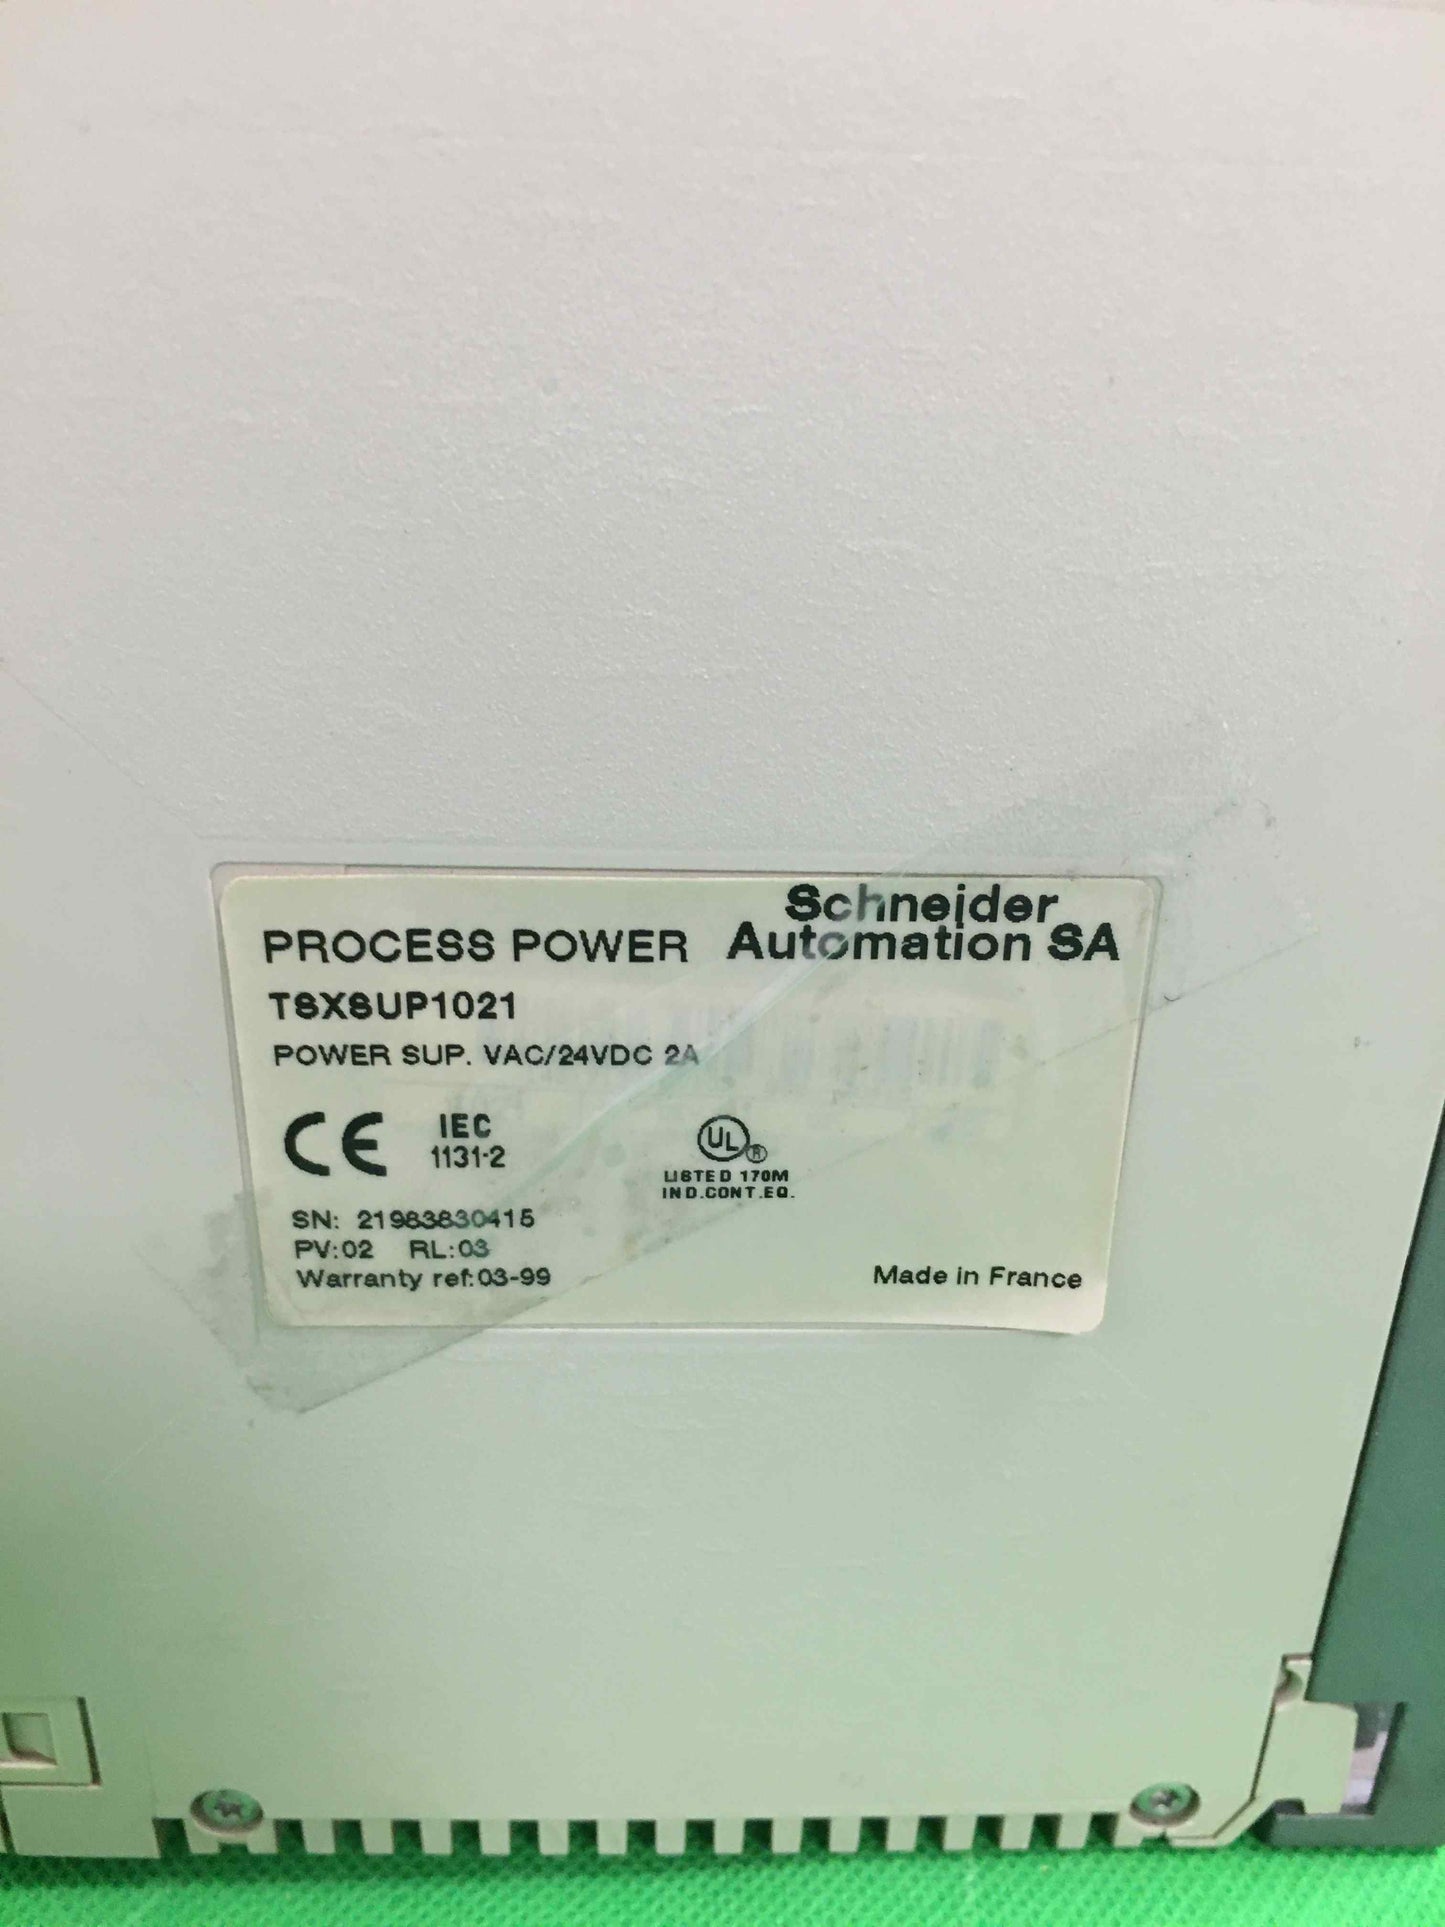 PROCESS POWER
Schneider
Automation SA
TSXSUP1021
POWER SUP. VAC/24VDC 2A
CE
IEC
1131-2
UL ®
LISTED 170M
IND.CONT.EQ.
SN: 21983830415
PV:02 RL:03
Warranty ref:03-99
Made in France